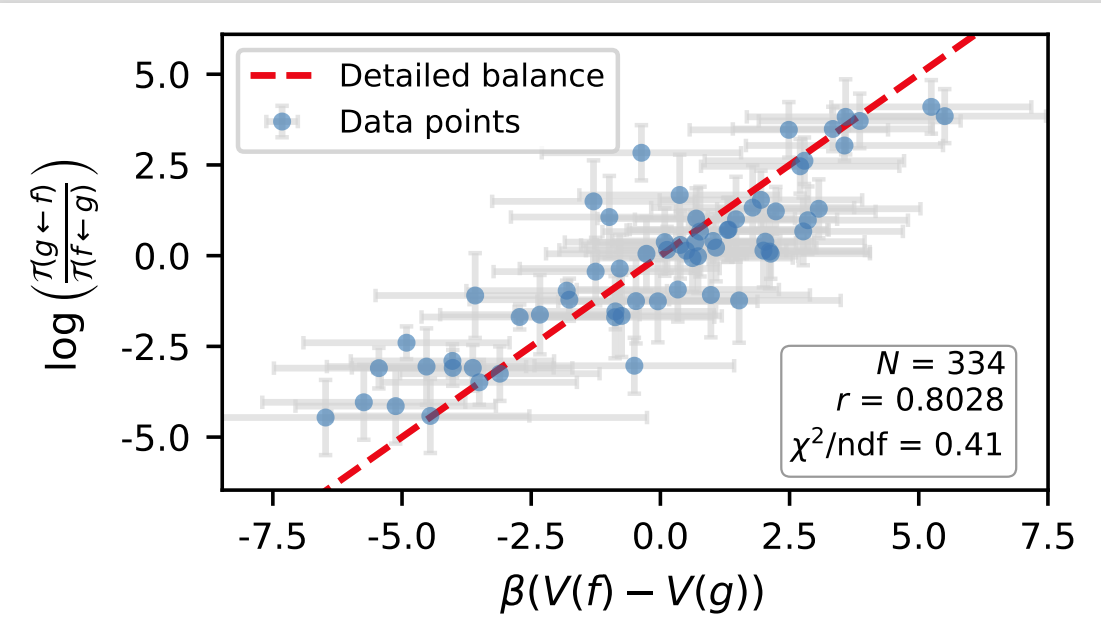 5.0
2.5
0.0
-2.5
-5.0
log(𝒯(g ← f)/𝒯(f ← g))
Detailed balance
Data points
N = 334
r = 0.8028
χ²/ndf = 0.41
-7.5 -5.0 -2.5 0.0 2.5 5.0 7.5
β(V(f) − V(g))